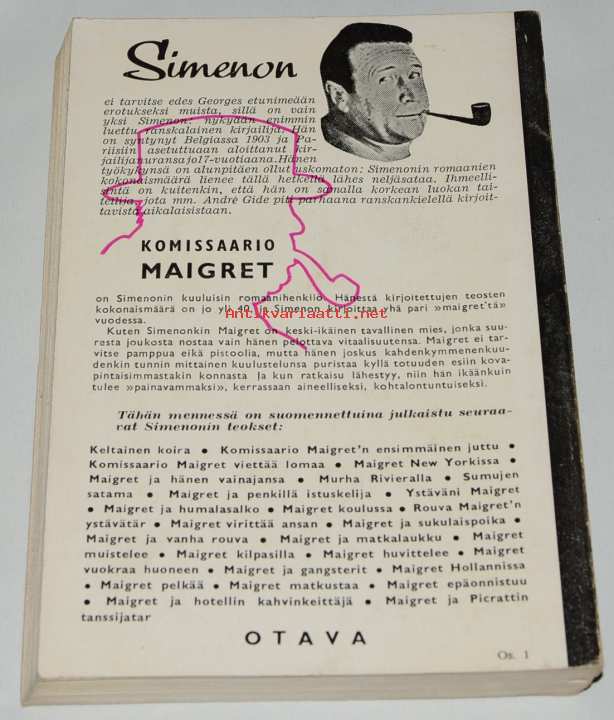 Simenon
ei tarvitse edes Georges etunimeään
erotukseksi muista, sillä on vain
yksi Simenon: nykyään enimmin
luettu ranskalainen kirjailija. Hän
on syntynyt Belgiassa 1903 ja Pa-
riisiin asetuttuaan aloittanut kir-
jailijanuransa jo 17-vuotiaana. Hänen
työkykynsä on alunpitäen ollut uskomaton: Simenonin romaanien
kokonaismäärä lienee tällä hetkellä lähes neljäsataa. Ihmeelli-
sintä on kuitenkin, että hän on samalla korkean luokan tai-
teilija, jota mm. André Gide piti parhaana ranskankielellä kirjoit-
tavista aikalaisistaan.
KOMISSAARIO
MAIGRET
on Simenonin kuuluisin romaanihenkilö. Hänestä kirjoitettujen teosten
kokonaismäärä on jo yli 40 ja Simenon kirjoittaa yhä pari »maigret'tä»
vuodessa.
Antikvariaatti.net
Kuten Simenonkin Maigret on keski-ikäinen tavallinen mies, jonka suu-
resta joukosta nostaa vain hänen pelottava vitaalisuutensa. Maigret ei tar-
vitse pamppua eikä pistoolia, mutta hänen joskus kahdenkymmenenkuu-
denkin tunnin mittainen kuulustelunsa puristaa kyllä totuuden esiin kova-
pintaisimmastakin konnasta Ja kun ratkaisu lähestyy, niin hän ikäänkuin
tulee »painavammaksi», kerrassaan aineelliseksi, kohtalontuntuiseksi.
Tähän mennessä on suomennettuina julkaistu seuraa-
vat Simenonin teokset:
Keltainen koira ● Komissaario Maigret'n ensimmäinen juttu ●
Komissaario Maigret viettää lomaa ● Maigret New Yorkissa ●
Maigret ja hänen vainajansa ● Murha Rivieralla ● Sumujen
satama ● Maigret ja penkillä istuskelija ● Ystäväni Maigret
● Maigret ja humalasalko ● Maigret koulussa ● Rouva Maigret'n
ystävätär ● Maigret virittää ansan ● Maigret ja sukulaispoika ●
Maigret ja vanha rouva ● Maigret ja matkalaukku ● Maigret
muistelee ● Maigret kilpasilla ● Maigret huvittelee ● Maigret
vuokraa huoneen ● Maigret ja gangsterit ● Maigret Hollannissa
● Maigret pelkää ● Maigret matkustaa ● Maigret epäonnistuu
● Maigret ja hotellin kahvinkeittäjä ● Maigret ja Picrattin
tanssijatar
OTAVA
Os. 1